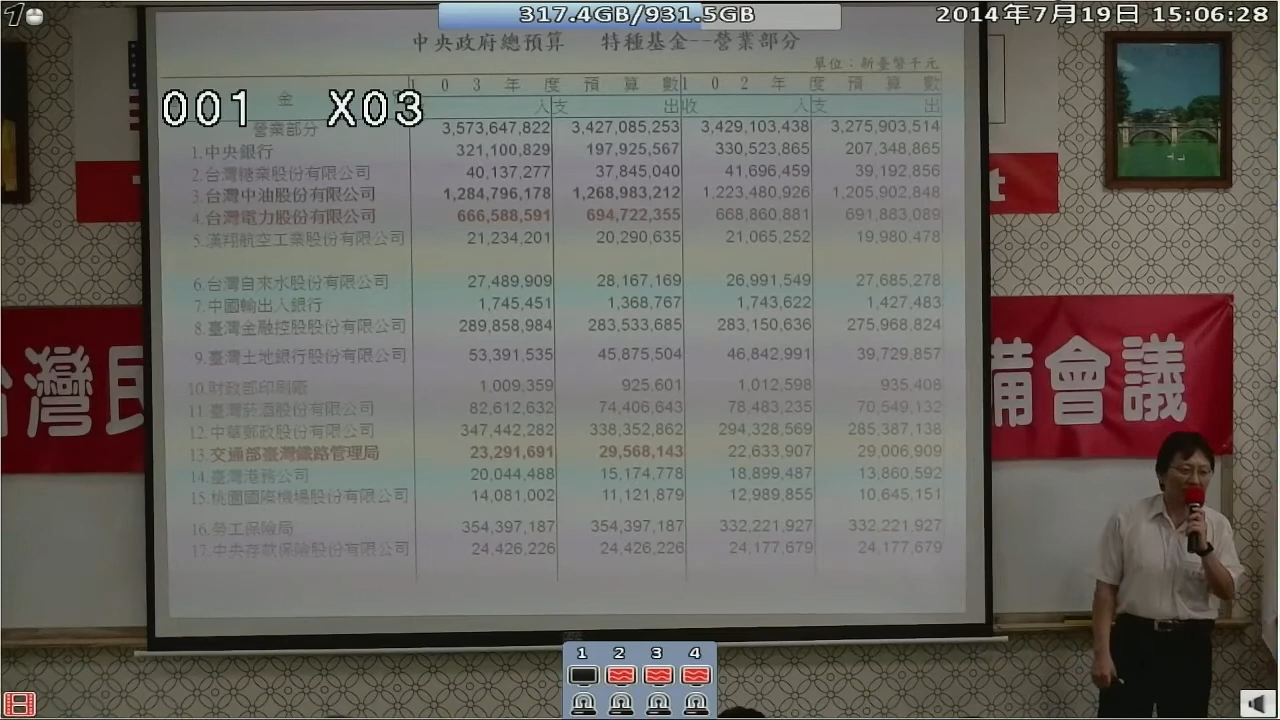 317.4GB/931.5GB
2014年7月19日 15:06:28
中央政府總預算 特種基金--營業部分
單位：新臺幣千元
103年度預算數 102年度預算數
001 X03
金
入 支 出 收 入 支 出
營業部分 3,573,647,822 3,427,085,253 3,429,103,438 3,275,903,514
1.中央銀行 321,100,829 197,925,567 330,523,865 207,348,865
2.台灣糖業股份有限公司 40,137,277 37,845,040 41,696,459 39,192,856
3.台灣中油股份有限公司 1,284,796,178 1,268,983,212 1,223,480,926 1,205,902,848
4.台灣電力股份有限公司 666,588,591 694,722,355 668,860,881 691,883,089
5.漢翔航空工業股份有限公司 21,234,201 20,290,635 21,065,252 19,980,478
6.台灣自來水股份有限公司 27,489,909 28,167,169 26,991,549 27,685,278
7.中國輸出入銀行 1,745,451 1,368,767 1,743,622 1,427,483
8.臺灣金融控股股份有限公司 289,858,984 283,533,685 283,150,636 275,968,824
9.臺灣土地銀行股份有限公司 53,391,535 45,875,504 46,842,991 39,729,857
10.財政部印刷廠 1,009,359 925,601 1,012,598 935,408
11.臺灣菸酒股份有限公司 82,612,632 74,406,643 78,483,235 70,549,132
12.中華郵政股份有限公司 347,442,282 338,352,862 294,328,569 285,387,138
13.交通部臺灣鐵路管理局 23,291,691 29,568,143 22,633,907 29,006,909
14.臺灣港務公司 20,044,488 15,174,778 18,899,487 13,860,592
15.桃園國際機場股份有限公司 14,081,002 11,121,879 12,989,855 10,645,151
16.勞工保險局 354,397,187 354,397,187 332,221,927 332,221,927
17.中央存款保險股份有限公司 24,426,226 24,426,226 24,177,679 24,177,679
t
台灣民
備會議
1 2 3 4